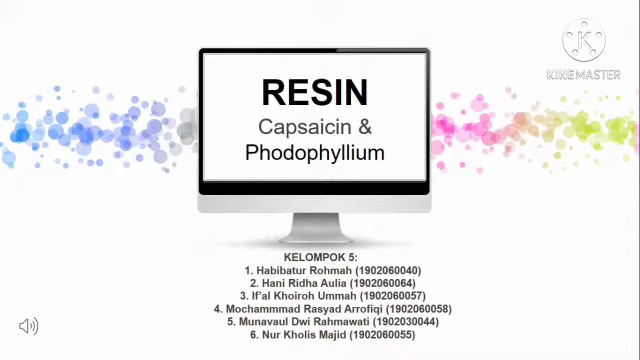 KINEMASTER
RESIN
Capsaicin &
Phodophyllium
KELOMPOK 5:
1. Habibatur Rohmah (1902060040)
2. Hani Ridha Aulia (1902060064)
3. If'al Khoiroh Ummah (1902060057)
4. Mochammmad Rasyad Arrofiqi (1902060058)
5. Munavaul Dwi Rahmawati (1902030044)
6. Nur Kholis Majid (1902060055)